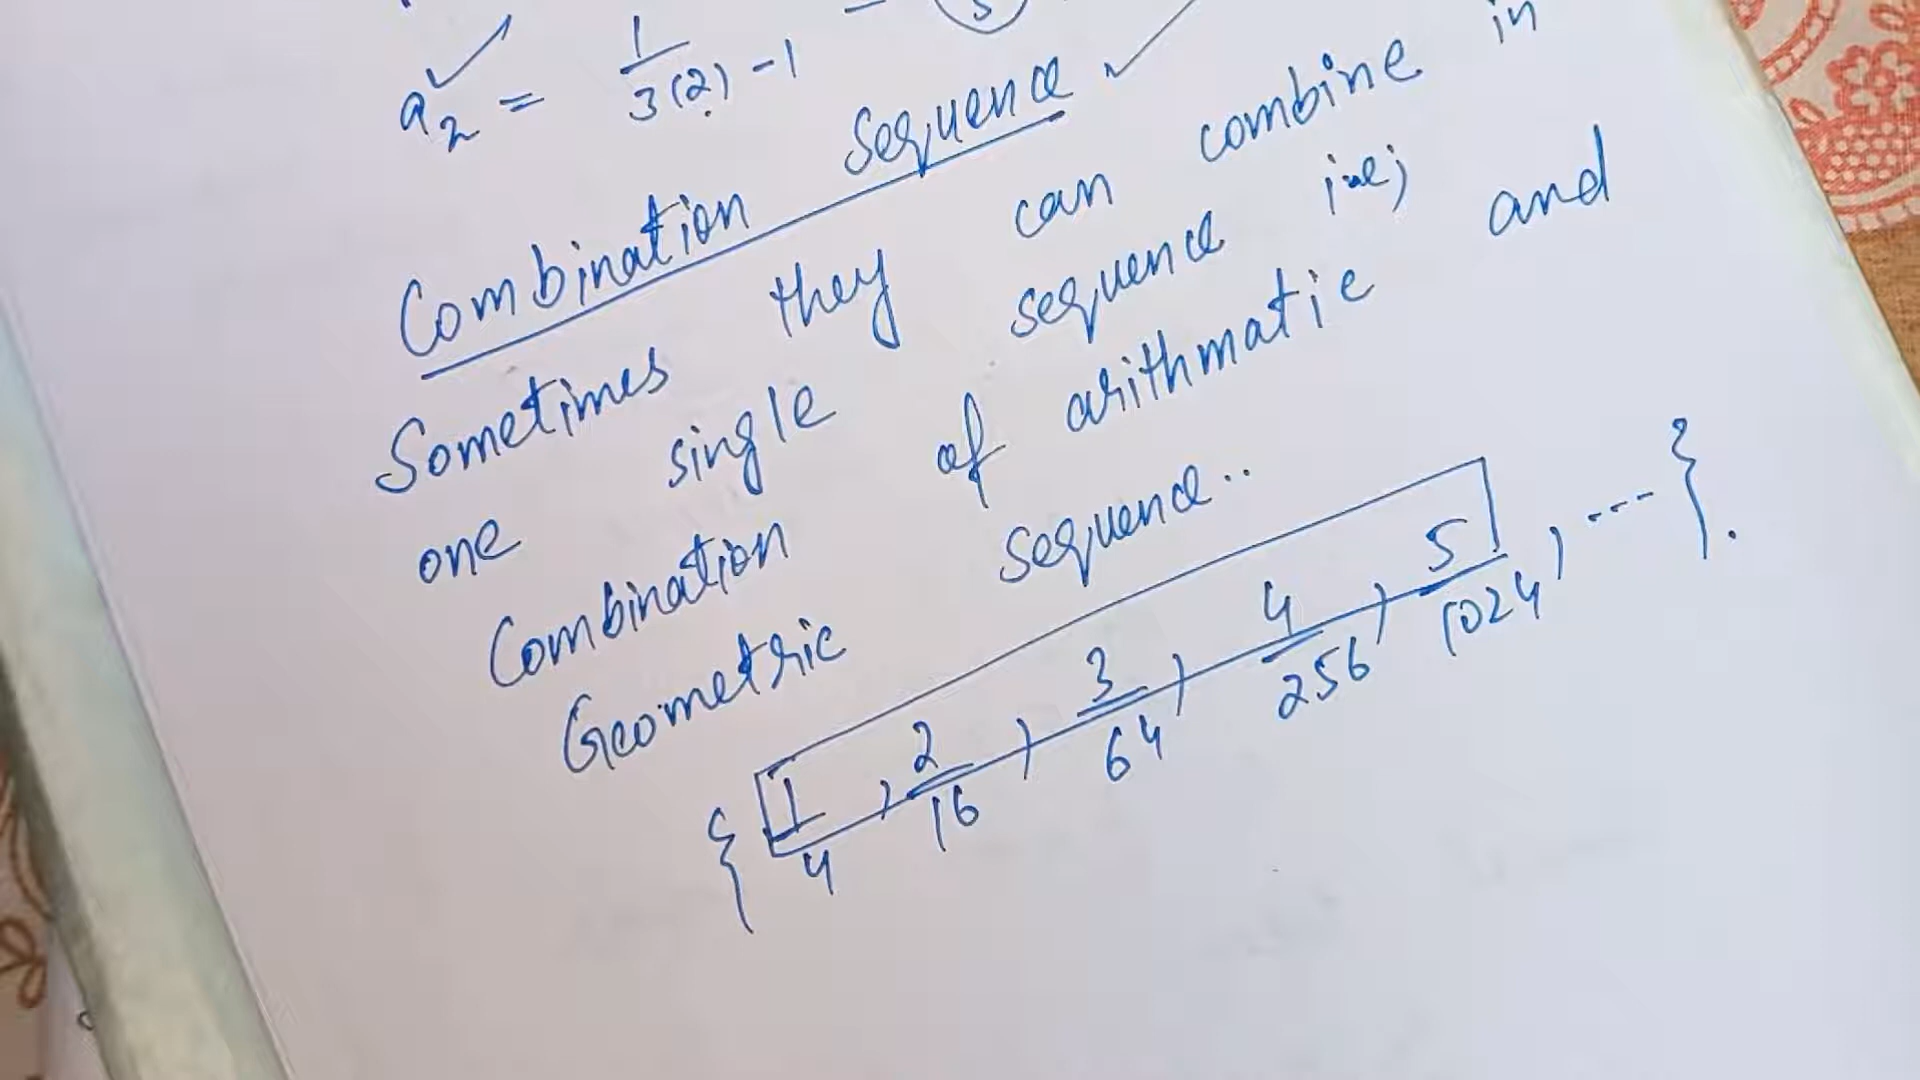 a₂ = 1/3(2)-1 = 5
Combination Sequence
Sometimes they can combine in
one single sequence i.e;
Combination of arithmatic and
Geometric Sequence..
{ 1/4, 2/16, 3/64, 4/256, 5/1024, ---- }.